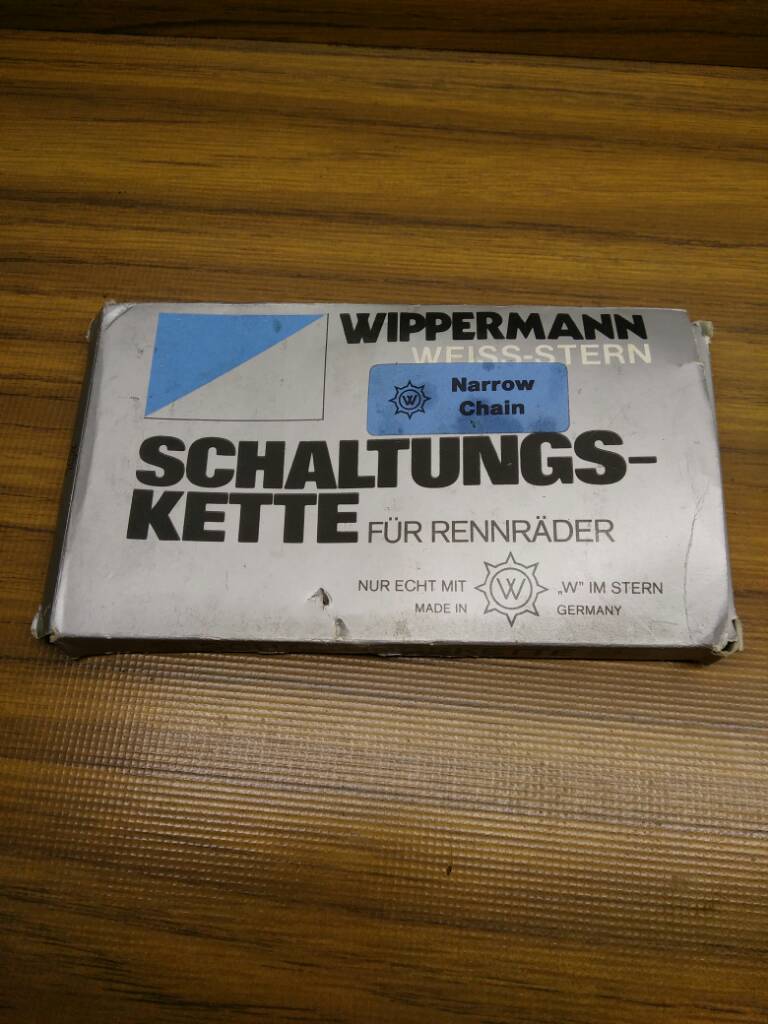 WIPPERMANN
WEISS-STERN
W
Narrow
Chain
SCHALTUNGS-
KETTE FÜR RENNRÄDER
NUR ECHT MIT W „W" IM STERN
MADE IN GERMANY